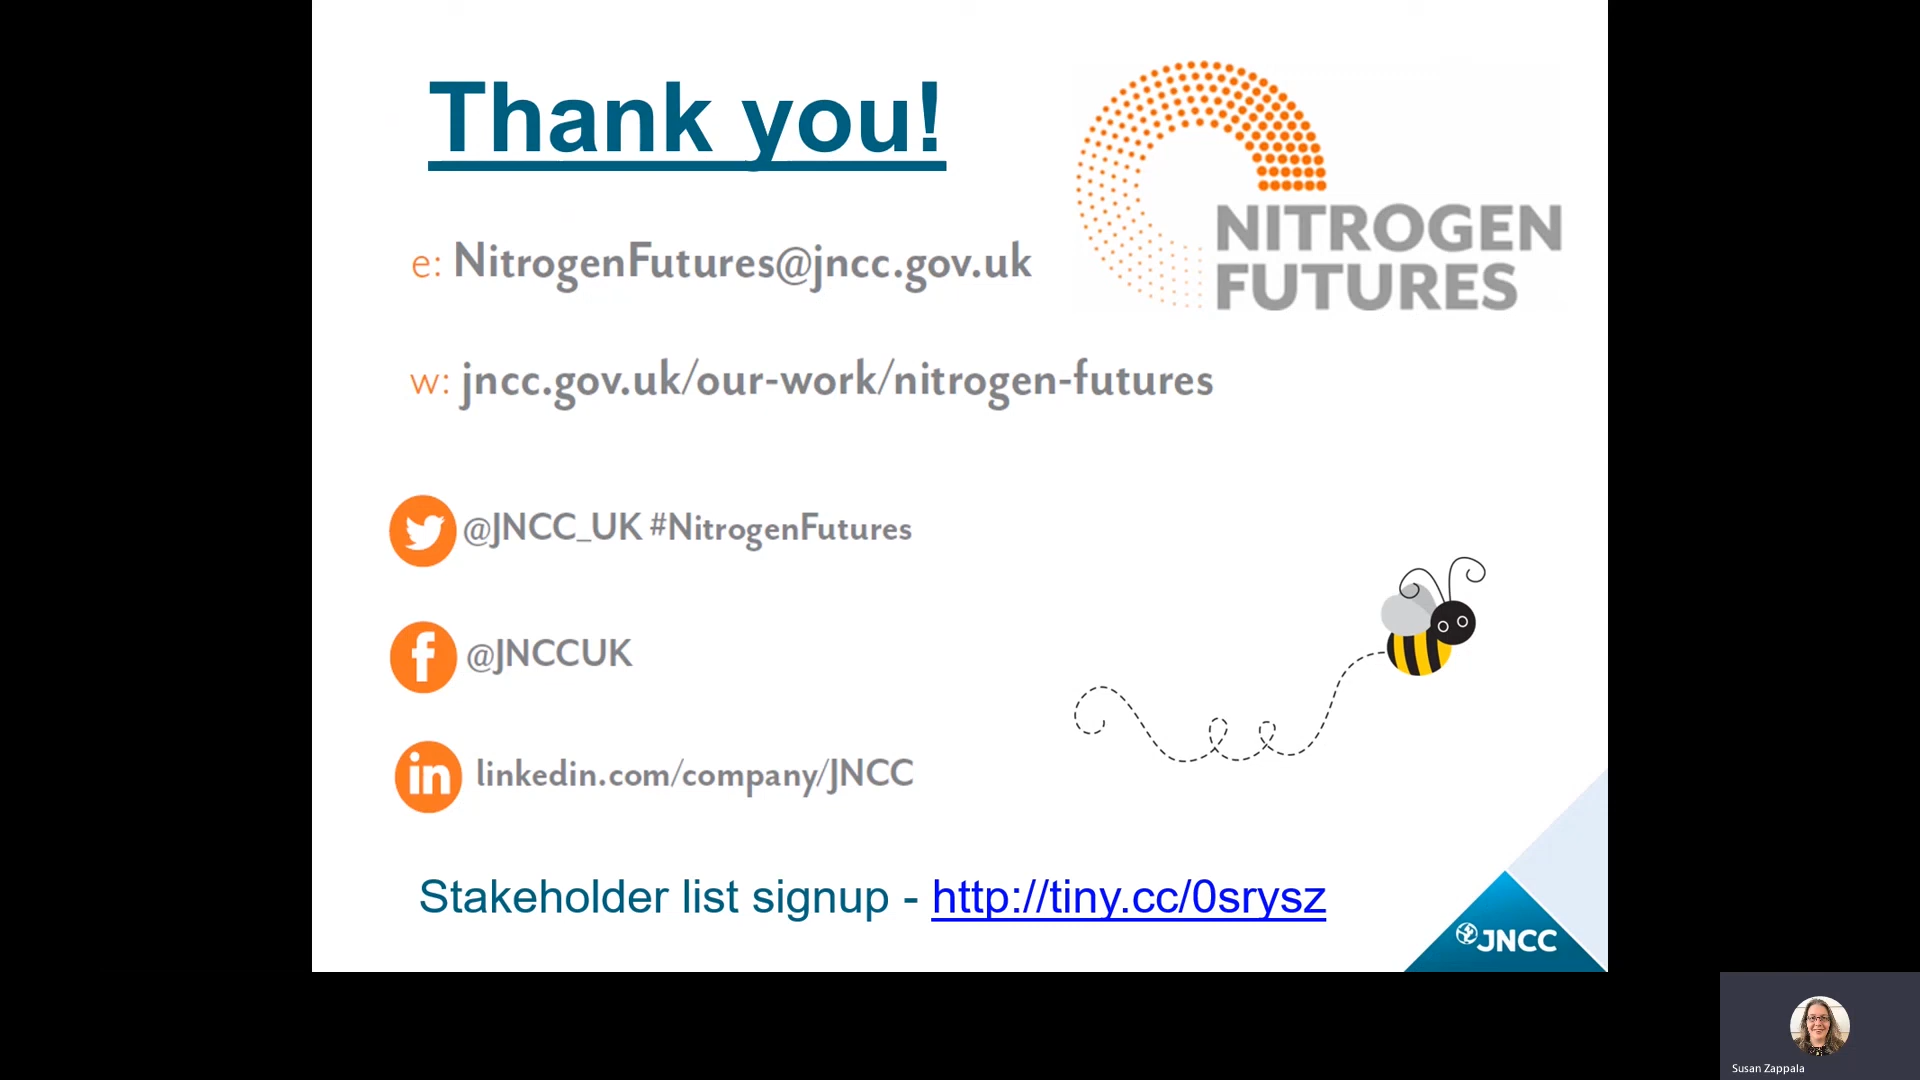 Thank you!
NITROGEN
FUTURES
e: NitrogenFutures@jncc.gov.uk
w: jncc.gov.uk/our-work/nitrogen-futures
@JNCC_UK #NitrogenFutures
f @JNCCUK
in linkedin.com/company/JNCC
Stakeholder list signup - http://tiny.cc/0srysz
JNCC
Susan Zappala